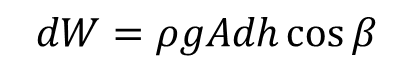 dW = ρgAdh cos β